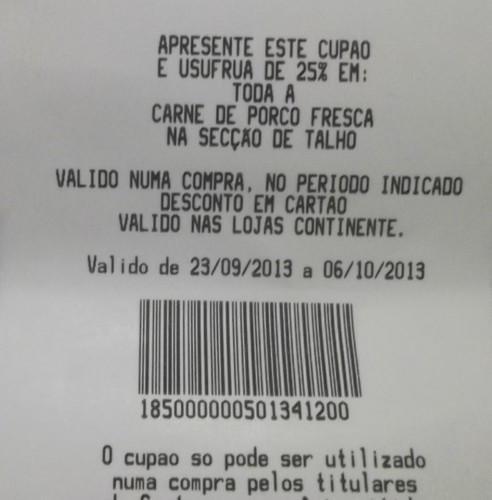 APRESENTE ESTE CUPAO
E USUFRUA DE 25% EM:
TODA A
CARNE DE PORCO FRESCA
NA SECÇÃO DE TALHO
VALIDO NUMA COMPRA, NO PERIODO INDICADO
DESCONTO EM CARTAO
VALIDO NAS LOJAS CONTINENTE.
Valido de 23/09/2013 a 06/10/2013
18500000501341200
O cupao so pode ser utilizado
numa compra pelos titulares